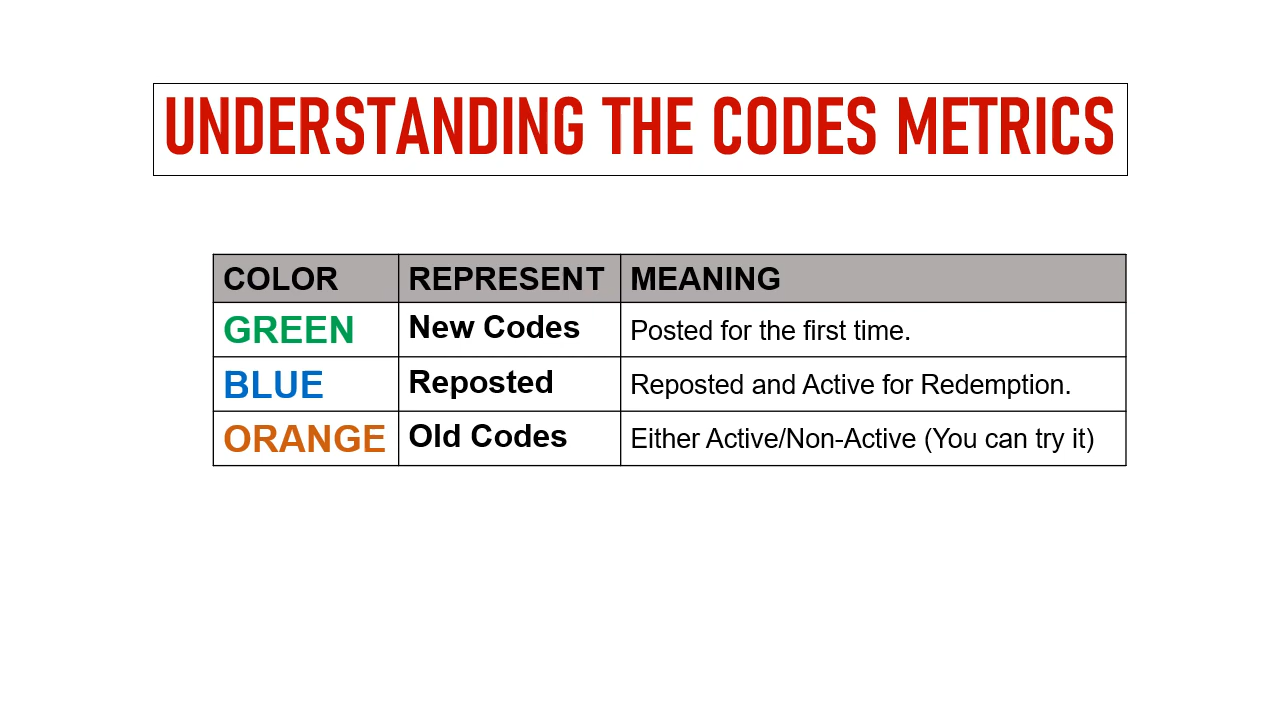 UNDERSTANDING THE CODES METRICS
COLOR REPRESENT MEANING
GREEN New Codes Posted for the first time.
BLUE Reposted Reposted and Active for Redemption.
ORANGE Old Codes Either Active/Non-Active (You can try it)